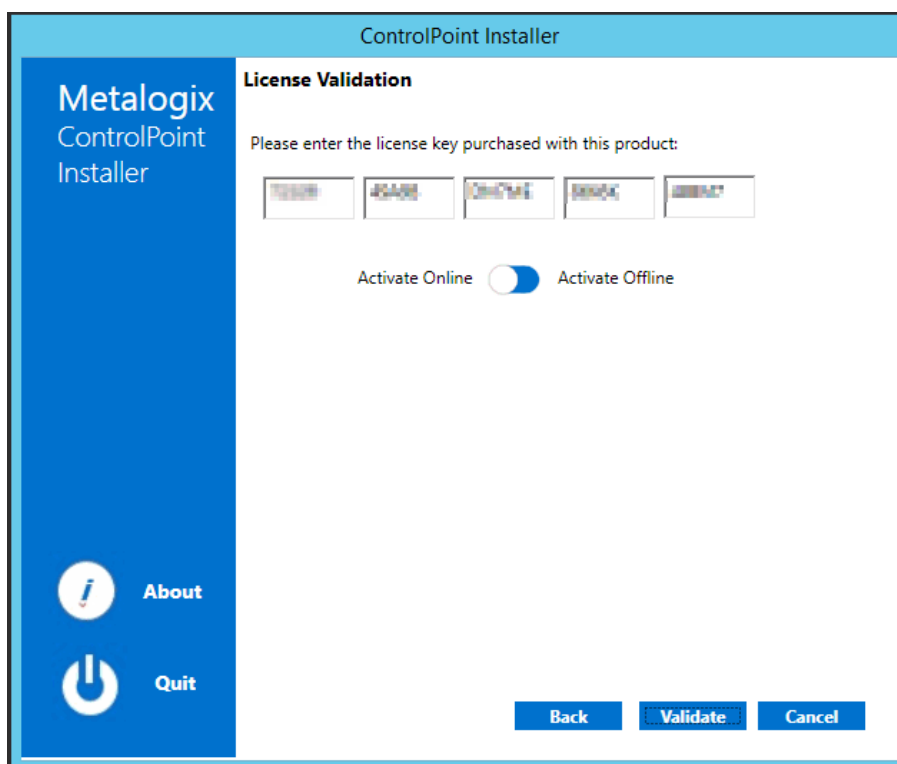 ControlPoint Installer
Metalogix
ControlPoint
Installer
License Validation
Please enter the license key purchased with this product:
Activate Online Activate Offline
About
Quit
Back Validate Cancel